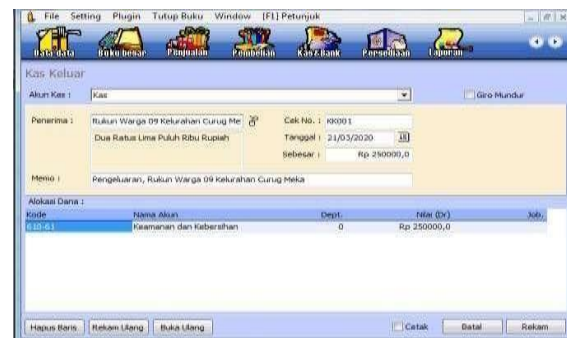 File Setting Plugin Tutup Buku Window [F1] Petunjuk
Data-data Buku besar Penjualan Pembelian Kas & Bank Persediaan Laporan
Kas Keluar
Akun Kas : Kas Giro Mundur
Penerima : Rukun Warga 09 Kelurahan Curug Me Cek No. : KK001
Dua Ratus Lima Puluh Ribu Rupiah Tanggal : 21/03/2020 15
Sebesar : Rp 250000,0
Memo : Pengeluaran, Rukun Warga 09 Kelurahan Curug Meka
Alokasi Dana :
Kode Nama Akun Dept. Nilai (Dr) Job.
610-61 Keamanan dan Kebersihan 0 Rp 250000,0
Hapus Baris Rekam Ulang Buka Ulang Cetak Batal Rekam